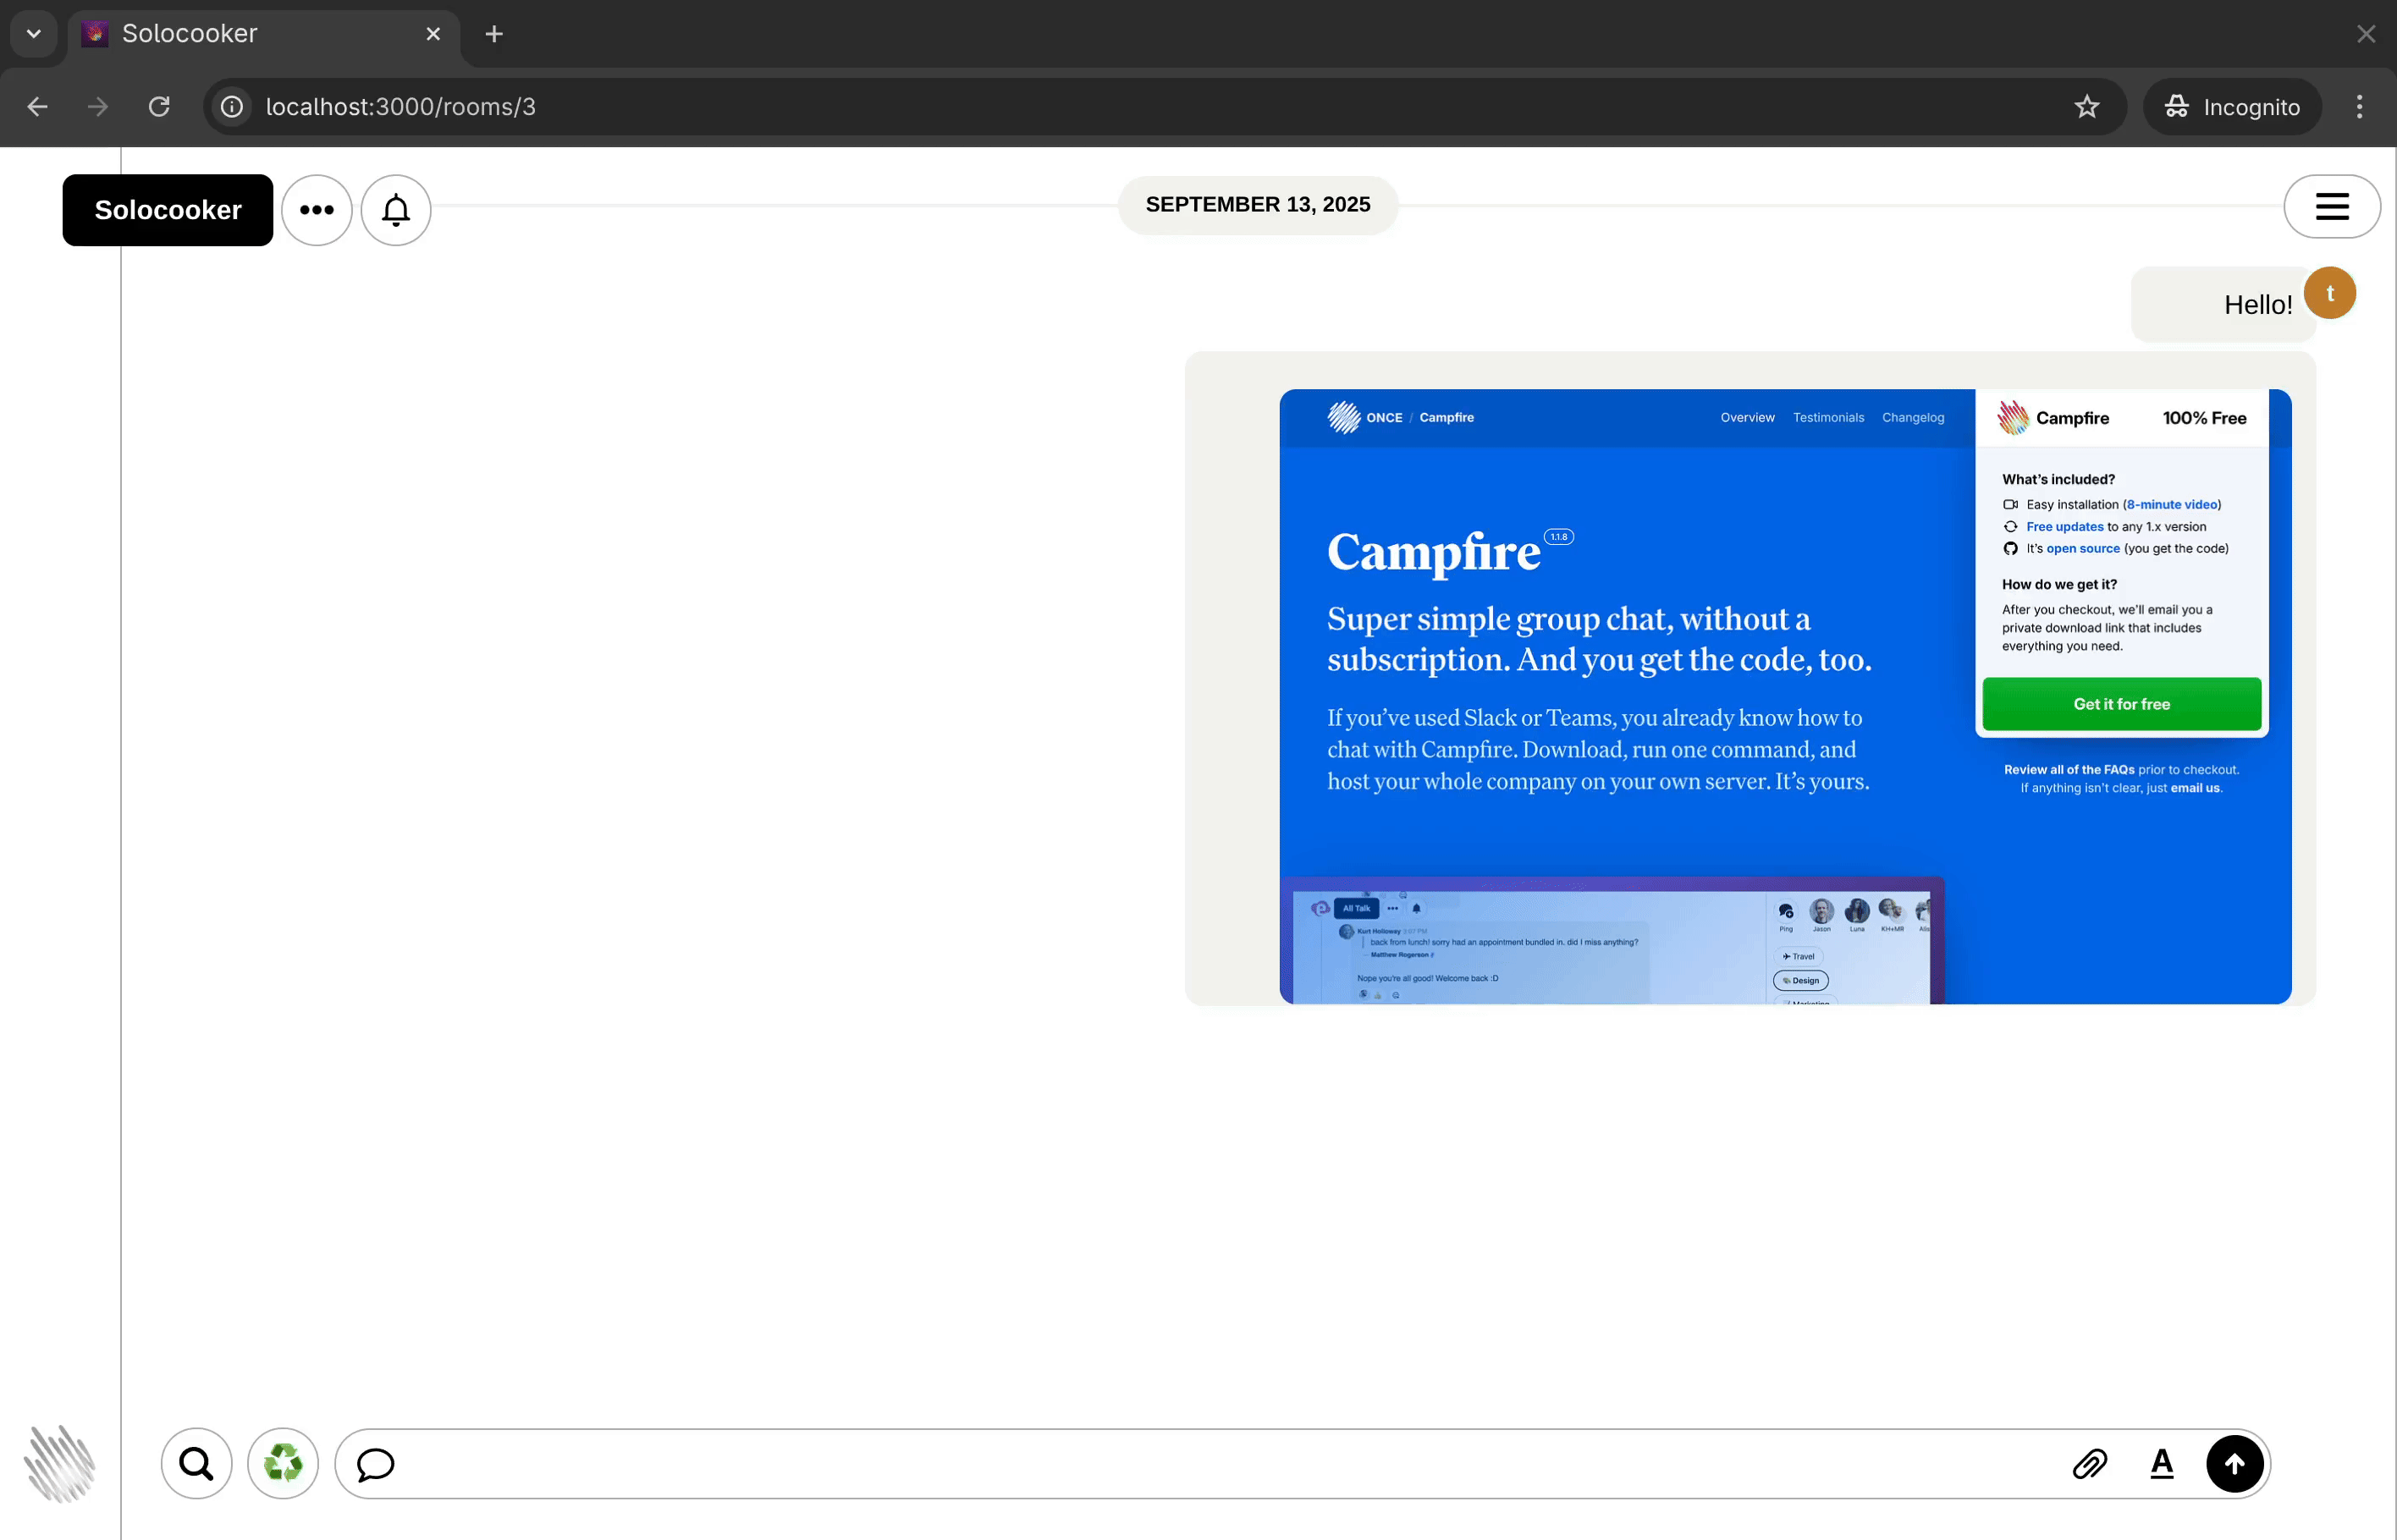 Solocooker
localhost:3000/rooms/3
Incognito
Solocooker
SEPTEMBER 13, 2025
Hello!
t
ONCE / Campfire
Overview Testimonials Changelog
Campfire 100% Free
What's included?
Easy installation (8-minute video)
Free updates to any 1.x version
It's open source (you get the code)
How do we get it?
After you checkout, we'll email you a
private download link that includes
everything you need.
Get it for free
Review all of the FAQs prior to checkout.
If anything isn't clear, just email us.
Campfire 1.1.8
Super simple group chat, without a
subscription. And you get the code, too.
If you've used Slack or Teams, you already know how to
chat with Campfire. Download, run one command, and
host your whole company on your own server. It's yours.
All Talk
Kurt Holloway 3:07 PM
back from lunch! sorry had an appointment bundled in. did I miss anything?
— Matthew Rogerson #
Nope you're all good! Welcome back :D
Ping Jason Luna KH+MR
Travel
Design
Marketing
A